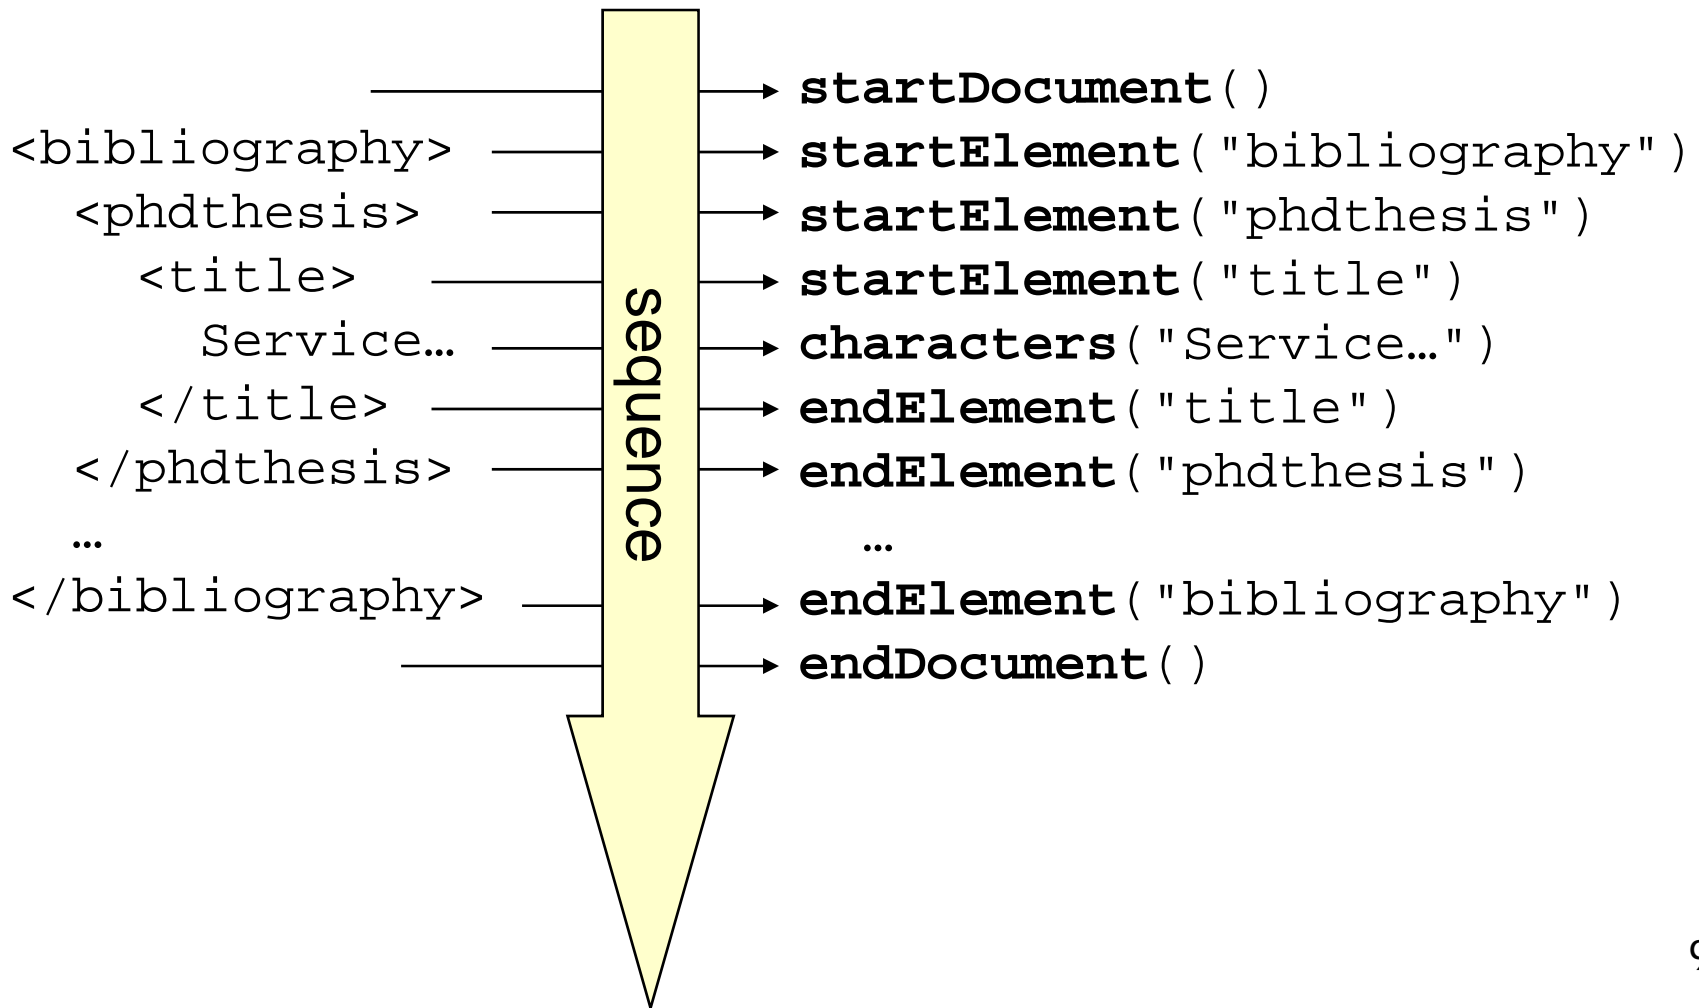 startDocument()
<bibliography> startElement("bibliography")
<phdthesis> startElement("phdthesis")
<title> startElement("title")
Service… characters("Service…")
</title> endElement("title")
</phdthesis> endElement("phdthesis")
… …
</bibliography> endElement("bibliography")
endDocument()
sequence